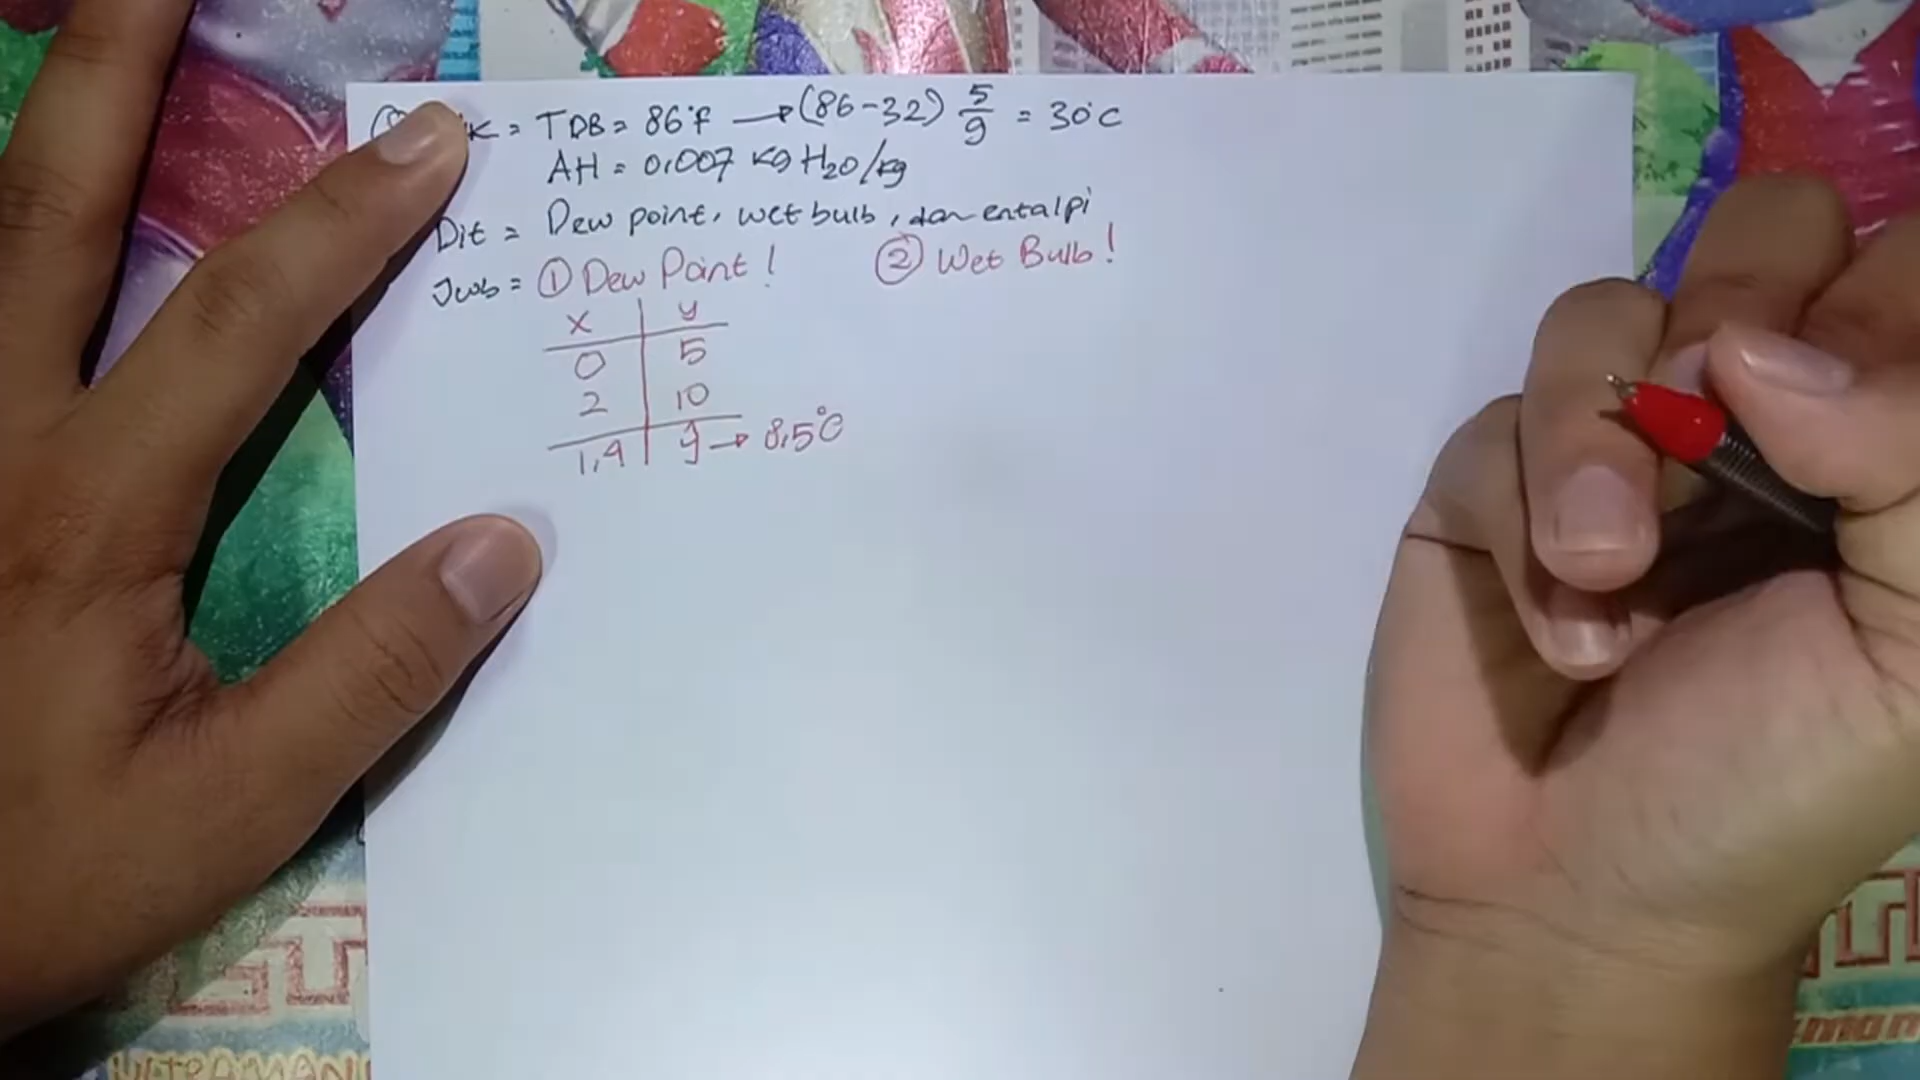 K = TDB = 86°F → (86-32) 5/9 = 30°C
AH = 0,007 kg H₂O/kg
Dit = Dew point, wet bulb, dan entalpi
Jwb = ① Dew Point! ② Wet Bulb!
x | y
0 | 5
2 | 10
1,4 | y → 8,5°C
ULTRAMAN